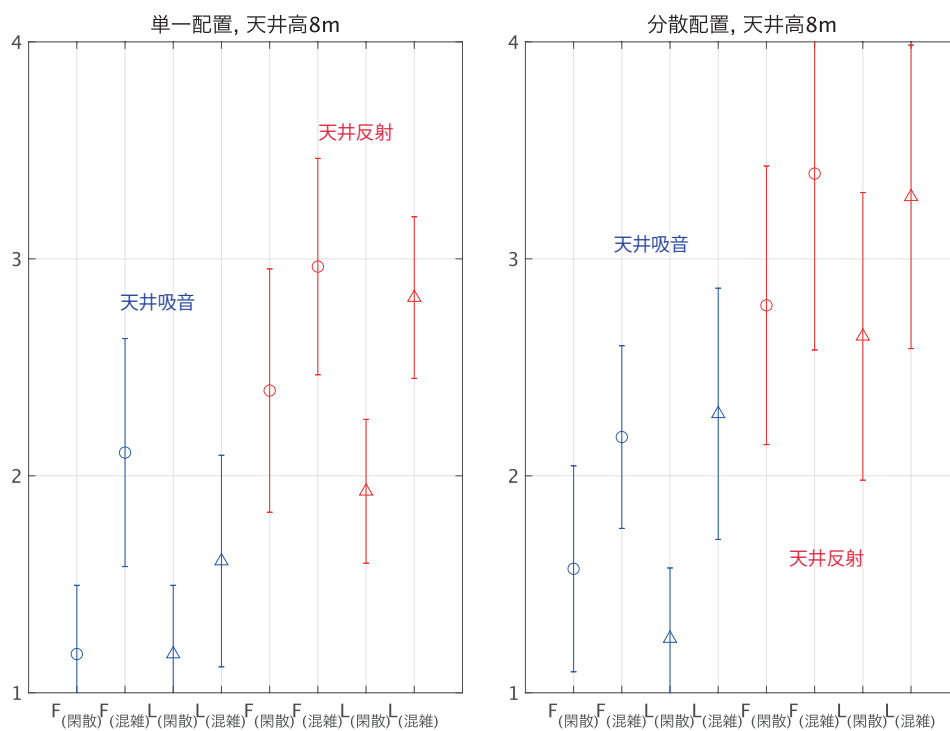 単一配置, 天井高8m
4
3
2
1
天井反射
天井吸音
F(閑散)
F(混雑)
L(閑散)
L(混雑)
F(閑散)
F(混雑)
L(閑散)
L(混雑)
分散配置, 天井高8m
4
3
2
1
天井吸音
天井反射
F(閑散)
F(混雑)
L(閑散)
L(混雑)
F(閑散)
F(混雑)
L(閑散)
L(混雑)